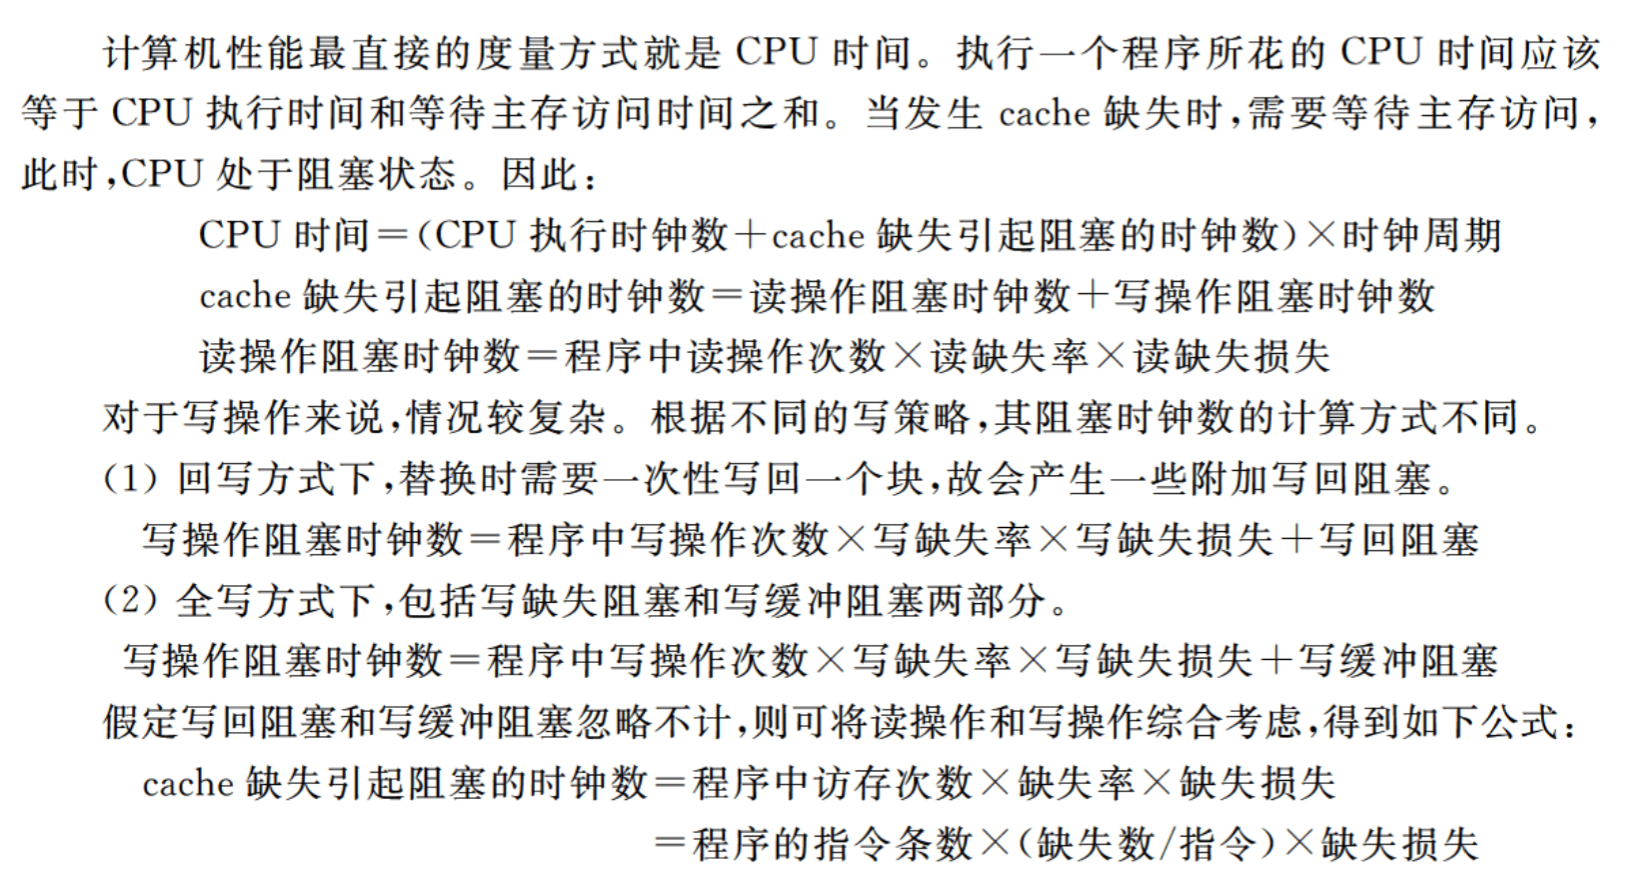 计算机性能最直接的度量方式就是 CPU 时间。执行一个程序所花的 CPU 时间应该
等于 CPU 执行时间和等待主存访问时间之和。当发生 cache 缺失时,需要等待主存访问,
此时,CPU 处于阻塞状态。因此:
CPU 时间=(CPU 执行时钟数+cache 缺失引起阻塞的时钟数)×时钟周期
cache 缺失引起阻塞的时钟数=读操作阻塞时钟数+写操作阻塞时钟数
读操作阻塞时钟数=程序中读操作次数×读缺失率×读缺失损失
对于写操作来说,情况较复杂。根据不同的写策略,其阻塞时钟数的计算方式不同。
(1) 回写方式下,替换时需要一次性写回一个块,故会产生一些附加写回阻塞。
写操作阻塞时钟数=程序中写操作次数×写缺失率×写缺失损失+写回阻塞
(2) 全写方式下,包括写缺失阻塞和写缓冲阻塞两部分。
写操作阻塞时钟数=程序中写操作次数×写缺失率×写缺失损失+写缓冲阻塞
假定写回阻塞和写缓冲阻塞忽略不计,则可将读操作和写操作综合考虑,得到如下公式:
cache 缺失引起阻塞的时钟数=程序中访存次数×缺失率×缺失损失
=程序的指令条数×(缺失数/指令)×缺失损失